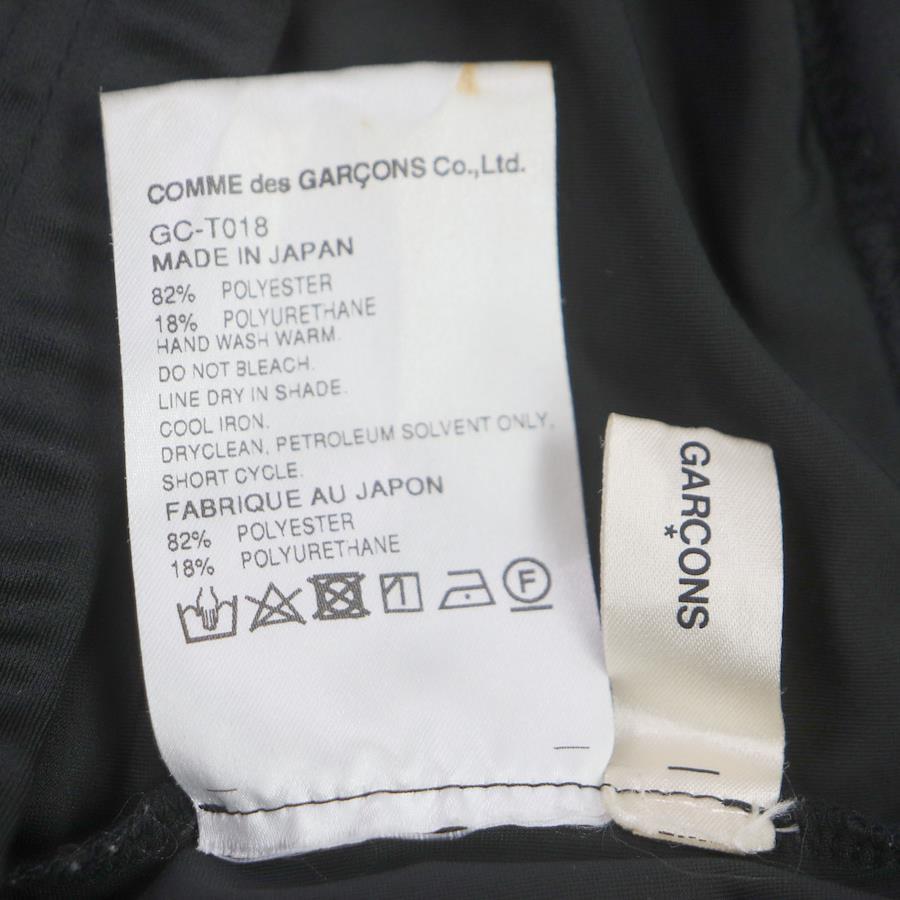 COMME des GARÇONS Co.,Ltd.
GC-T018
MADE IN JAPAN
82% POLYESTER
18% POLYURETHANE
HAND WASH WARM.
DO NOT BLEACH.
LINE DRY IN SHADE.
COOL IRON.
DRYCLEAN, PETROLEUM SOLVENT ONLY,
SHORT CYCLE.
FABRIQUE AU JAPON
82% POLYESTER
18% POLYURETHANE
F
GARÇONS